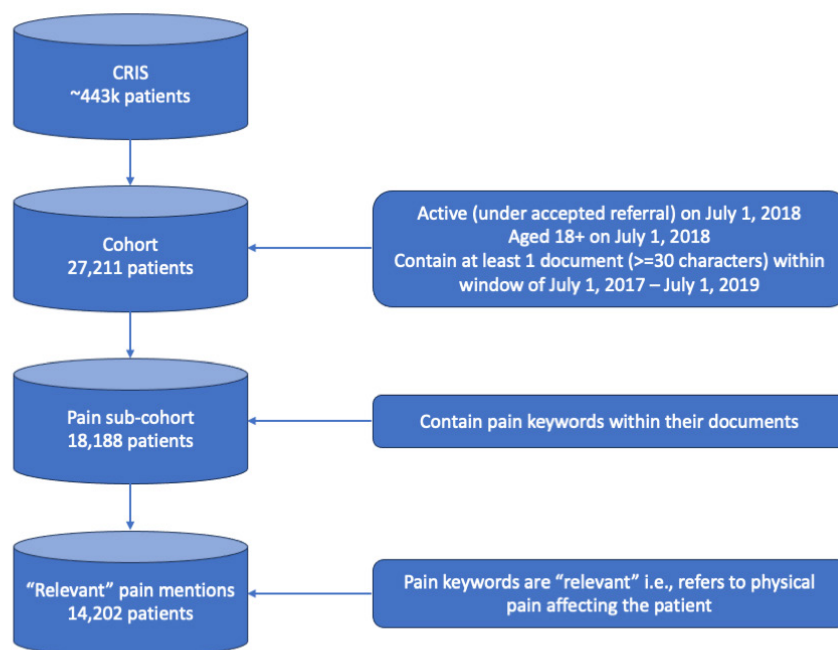 CRIS
~443k patients
Active (under accepted referral) on July 1, 2018
Aged 18+ on July 1, 2018
Contain at least 1 document (>=30 characters) within
window of July 1, 2017 – July 1, 2019
Cohort
27,211 patients
Pain sub-cohort
18,188 patients
Contain pain keywords within their documents
“Relevant” pain mentions
14,202 patients
Pain keywords are “relevant” i.e., refers to physical
pain affecting the patient